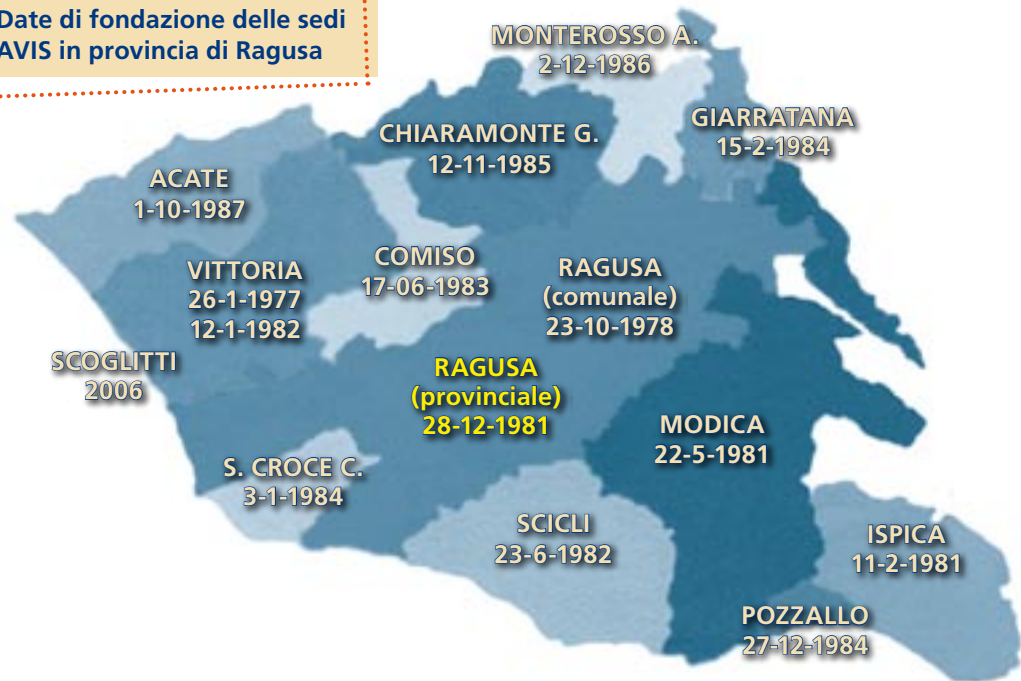 Date di fondazione delle sedi
AVIS in provincia di Ragusa
MONTEROSSO A.
2-12-1986
GIARRATANA
15-2-1984
CHIARAMONTE G.
12-11-1985
ACATE
1-10-1987
COMISO
17-06-1983
VITTORIA
26-1-1977
12-1-1982
RAGUSA
(comunale)
23-10-1978
SCOGLITTI
2006
RAGUSA
(provinciale)
28-12-1981
MODICA
22-5-1981
S. CROCE C.
3-1-1984
SCICLI
23-6-1982
ISPICA
11-2-1981
POZZALLO
27-12-1984